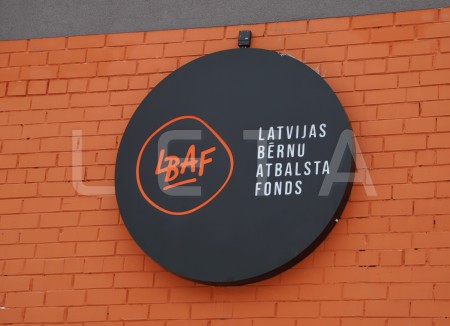 LBAF
LATVIJAS
BĒRNU
ATBALSTA
FONDS
LETA